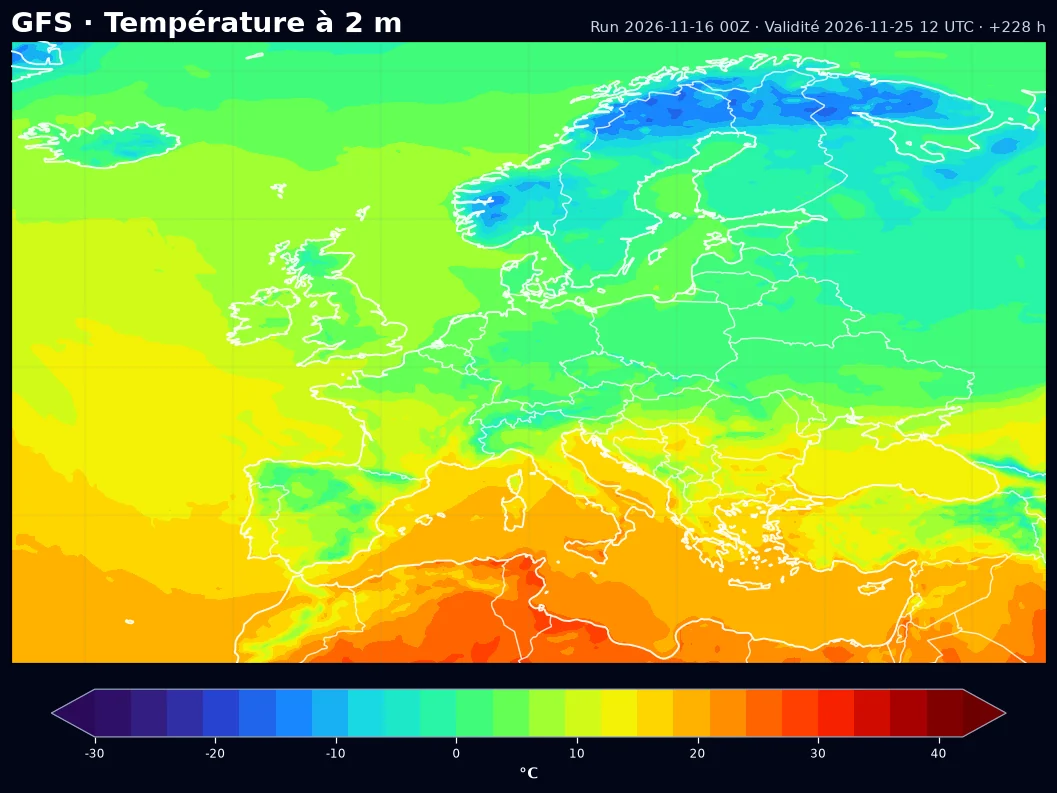 GFS · Température à 2 m
Run 2026-11-16 00Z · Validité 2026-11-25 12 UTC · +228 h
-30 -20 -10 0 10 20 30 40
°C